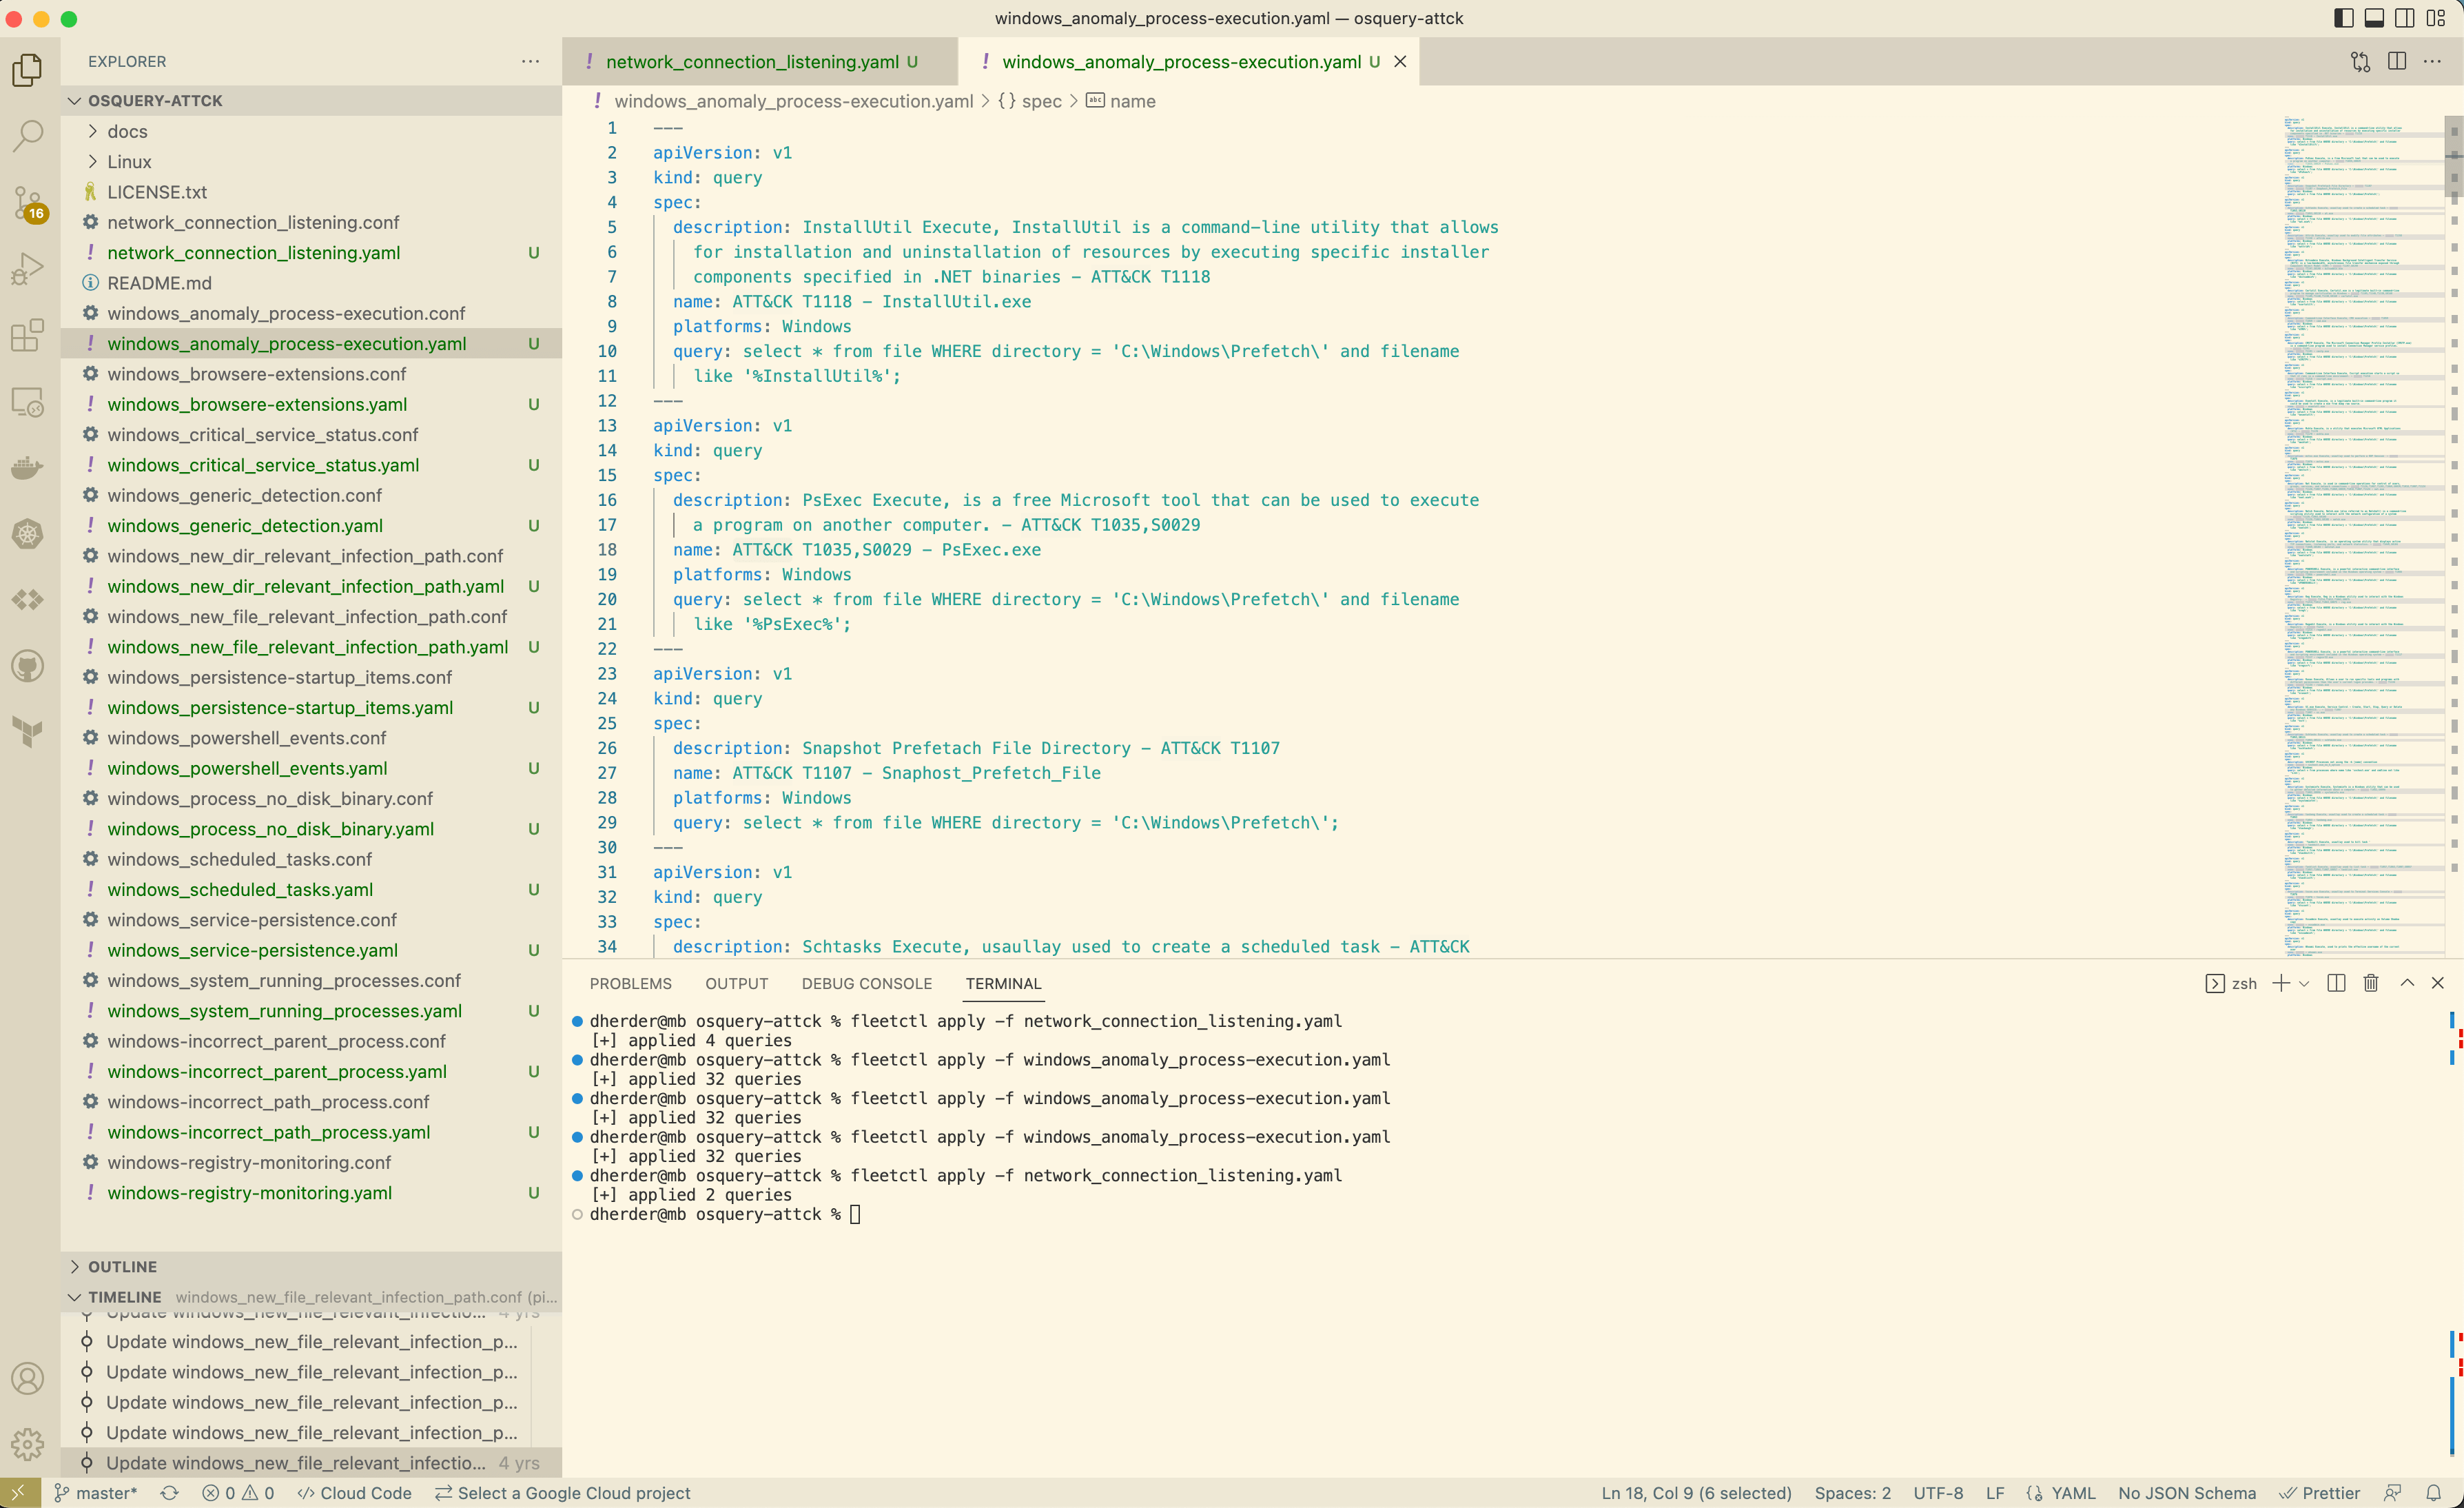 windows_anomaly_process-execution.yaml — osquery-attck
EXPLORER
OSQUERY-ATTCK
docs
Linux
LICENSE.txt
network_connection_listening.conf
network_connection_listening.yaml U
README.md
windows_anomaly_process-execution.conf
windows_anomaly_process-execution.yaml U
windows_browsere-extensions.conf
windows_browsere-extensions.yaml U
windows_critical_service_status.conf
windows_critical_service_status.yaml U
windows_generic_detection.conf
windows_generic_detection.yaml U
windows_new_dir_relevant_infection_path.conf
windows_new_dir_relevant_infection_path.yaml U
windows_new_file_relevant_infection_path.conf
windows_new_file_relevant_infection_path.yaml U
windows_persistence-startup_items.conf
windows_persistence-startup_items.yaml U
windows_powershell_events.conf
windows_powershell_events.yaml U
windows_process_no_disk_binary.conf
windows_process_no_disk_binary.yaml U
windows_scheduled_tasks.conf
windows_scheduled_tasks.yaml U
windows_service-persistence.conf
windows_service-persistence.yaml U
windows_system_running_processes.conf
windows_system_running_processes.yaml U
windows-incorrect_parent_process.conf
windows-incorrect_parent_process.yaml U
windows-incorrect_path_process.conf
windows-incorrect_path_process.yaml U
windows-registry-monitoring.conf
windows-registry-monitoring.yaml U
16
OUTLINE
TIMELINE windows_new_file_relevant_infection_path.conf (pi...
Update windows_new_file_relevant_infectio... 4 yrs
Update windows_new_file_relevant_infection_p...
Update windows_new_file_relevant_infection_p...
Update windows_new_file_relevant_infection_p...
Update windows_new_file_relevant_infection_p...
Update windows_new_file_relevant_infectio... 4 yrs
network_connection_listening.yaml U
windows_anomaly_process-execution.yaml U
windows_anomaly_process-execution.yaml > {} spec > abc name
1 ---
2 apiVersion: v1
3 kind: query
4 spec:
5 description: InstallUtil Execute, InstallUtil is a command-line utility that allows
6 for installation and uninstallation of resources by executing specific installer
7 components specified in .NET binaries - ATT&CK T1118
8 name: ATT&CK T1118 - InstallUtil.exe
9 platforms: Windows
10 query: select * from file WHERE directory = 'C:\Windows\Prefetch\' and filename
11 like '%InstallUtil%';
12 ---
13 apiVersion: v1
14 kind: query
15 spec:
16 description: PsExec Execute, is a free Microsoft tool that can be used to execute
17 a program on another computer. - ATT&CK T1035,S0029
18 name: ATT&CK T1035,S0029 - PsExec.exe
19 platforms: Windows
20 query: select * from file WHERE directory = 'C:\Windows\Prefetch\' and filename
21 like '%PsExec%';
22 ---
23 apiVersion: v1
24 kind: query
25 spec:
26 description: Snapshot Prefetach File Directory - ATT&CK T1107
27 name: ATT&CK T1107 - Snaphost_Prefetch_File
28 platforms: Windows
29 query: select * from file WHERE directory = 'C:\Windows\Prefetch\';
30 ---
31 apiVersion: v1
32 kind: query
33 spec:
34 description: Schtasks Execute, usaullay used to create a scheduled task - ATT&CK
PROBLEMS OUTPUT DEBUG CONSOLE TERMINAL
zsh
dherder@mb osquery-attck % fleetctl apply -f network_connection_listening.yaml
[+] applied 4 queries
dherder@mb osquery-attck % fleetctl apply -f windows_anomaly_process-execution.yaml
[+] applied 32 queries
dherder@mb osquery-attck % fleetctl apply -f windows_anomaly_process-execution.yaml
[+] applied 32 queries
dherder@mb osquery-attck % fleetctl apply -f windows_anomaly_process-execution.yaml
[+] applied 32 queries
dherder@mb osquery-attck % fleetctl apply -f network_connection_listening.yaml
[+] applied 2 queries
dherder@mb osquery-attck %
master* 0 0 Cloud Code Select a Google Cloud project Ln 18, Col 9 (6 selected) Spaces: 2 UTF-8 LF YAML No JSON Schema Prettier